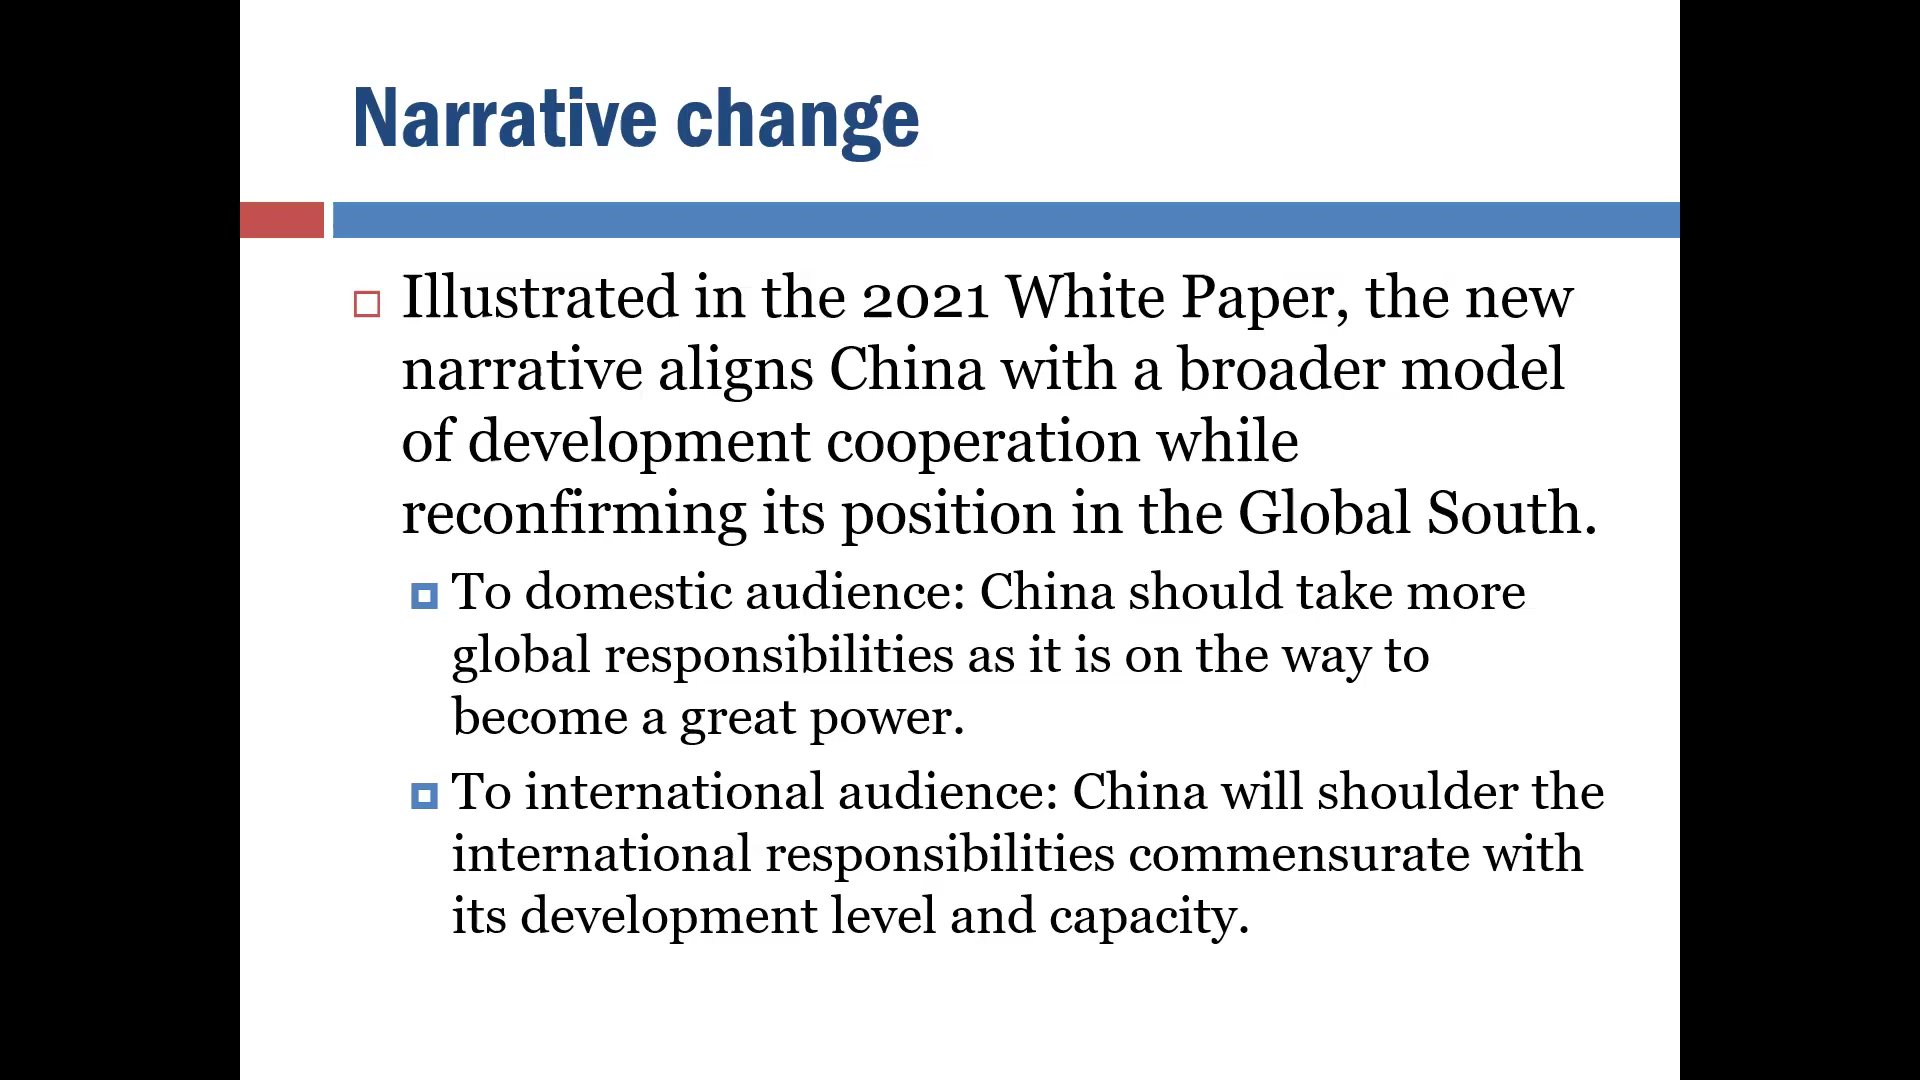 Narrative change
Illustrated in the 2021 White Paper, the new
narrative aligns China with a broader model
of development cooperation while
reconfirming its position in the Global South.
To domestic audience: China should take more
global responsibilities as it is on the way to
become a great power.
To international audience: China will shoulder the
international responsibilities commensurate with
its development level and capacity.